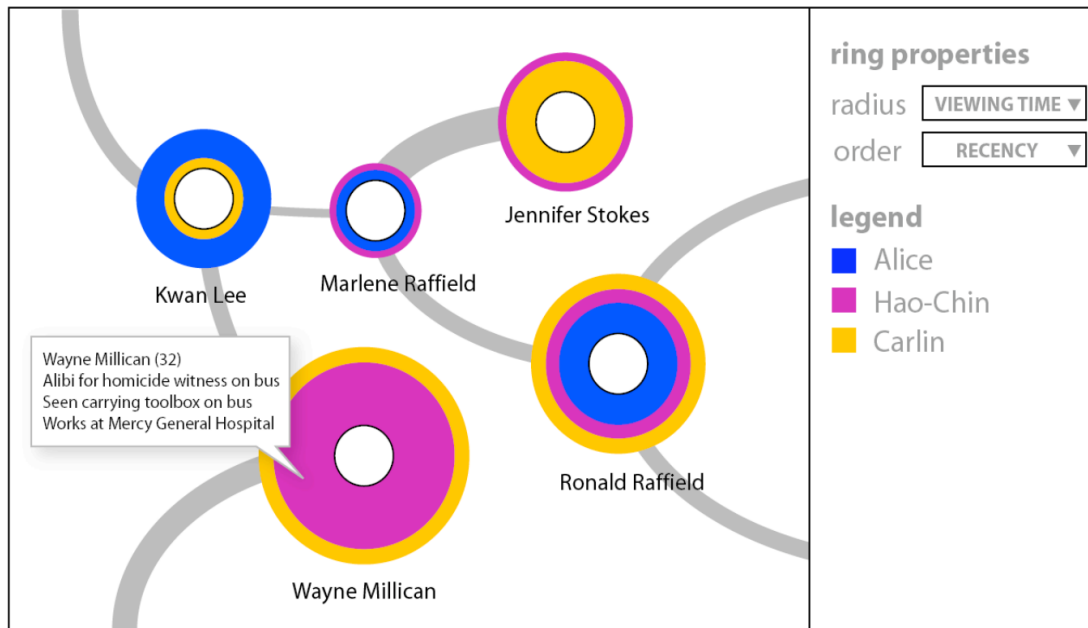 Jennifer Stokes
Kwan Lee
Marlene Raffield
Wayne Millican (32)
Alibi for homicide witness on bus
Seen carrying toolbox on bus
Works at Mercy General Hospital
Ronald Raffield
Wayne Millican
ring properties
radius VIEWING TIME ▼
order RECENCY ▼
legend
Alice
Hao-Chin
Carlin